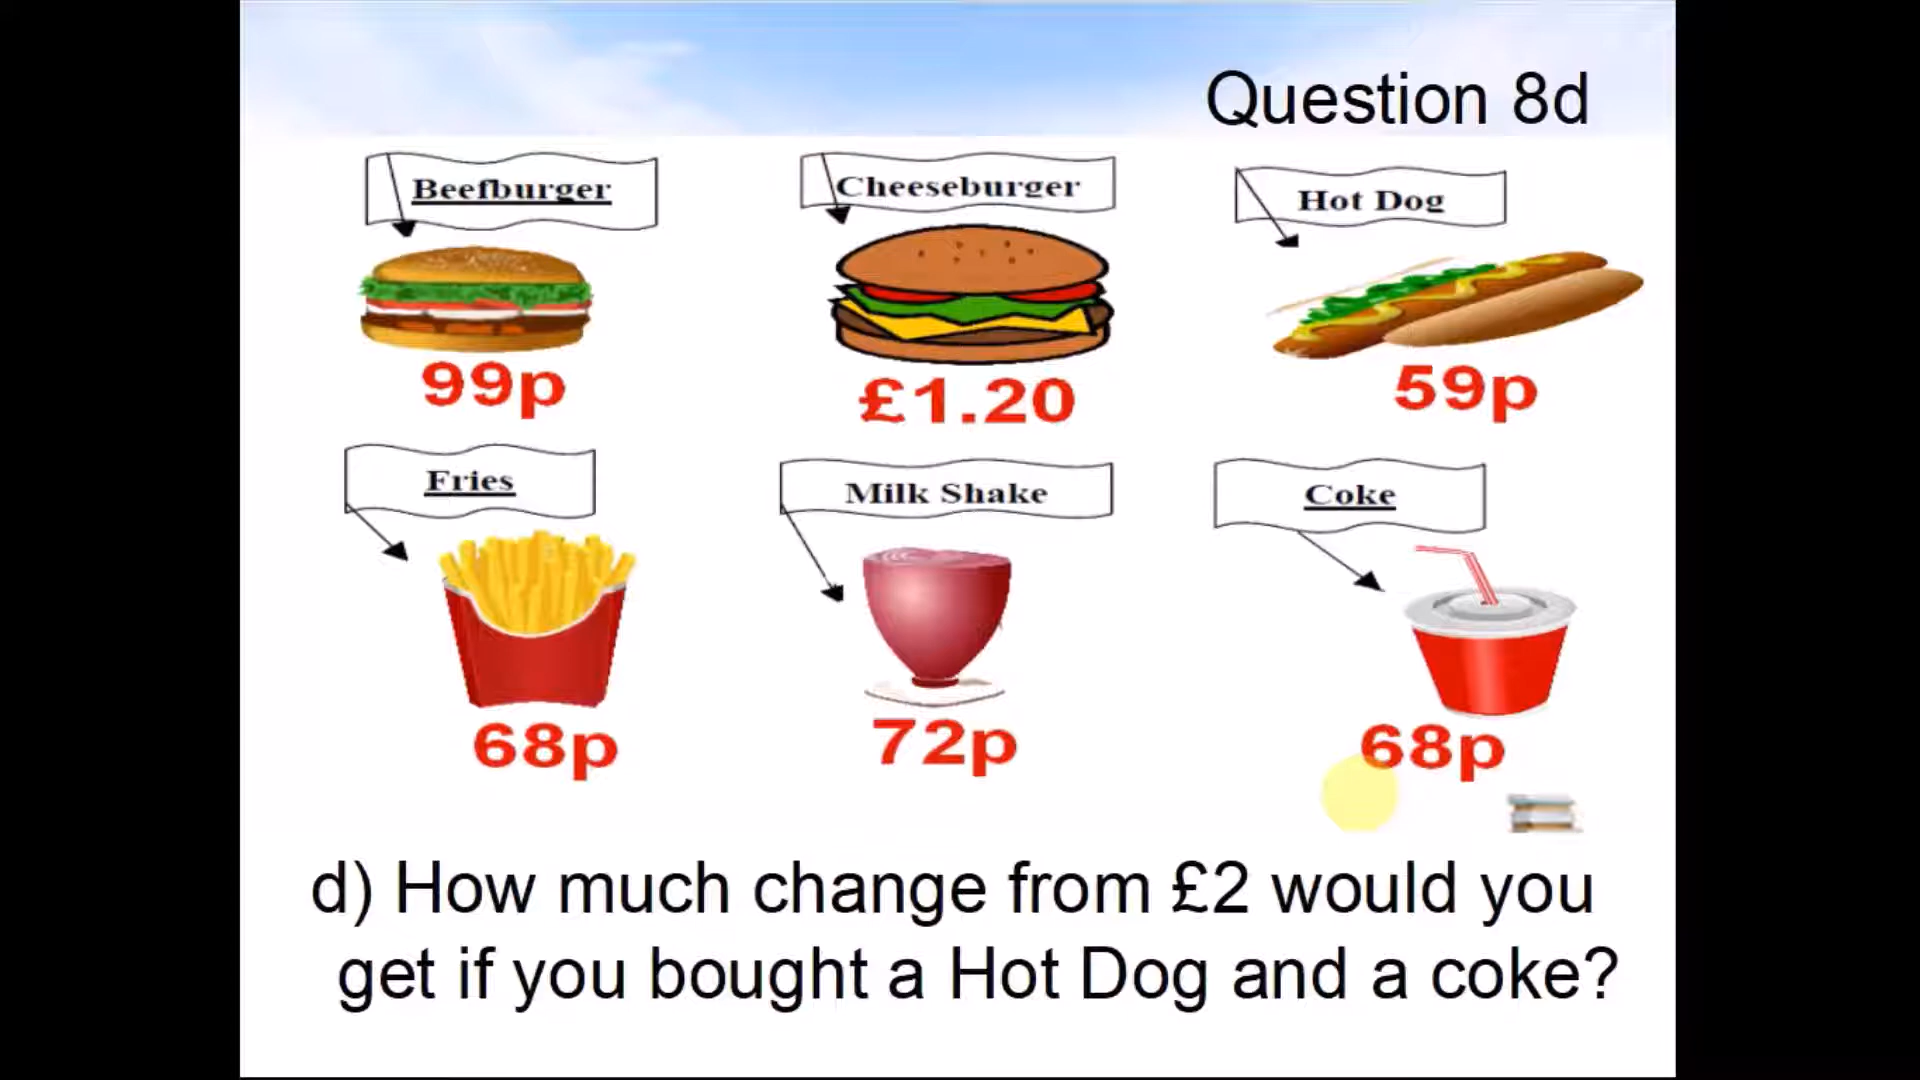 Question 8d
Beefburger
Cheeseburger
Hot Dog
99p
£1.20
59p
Fries
Milk Shake
Coke
68p
72p
68p
d) How much change from £2 would you
get if you bought a Hot Dog and a coke?